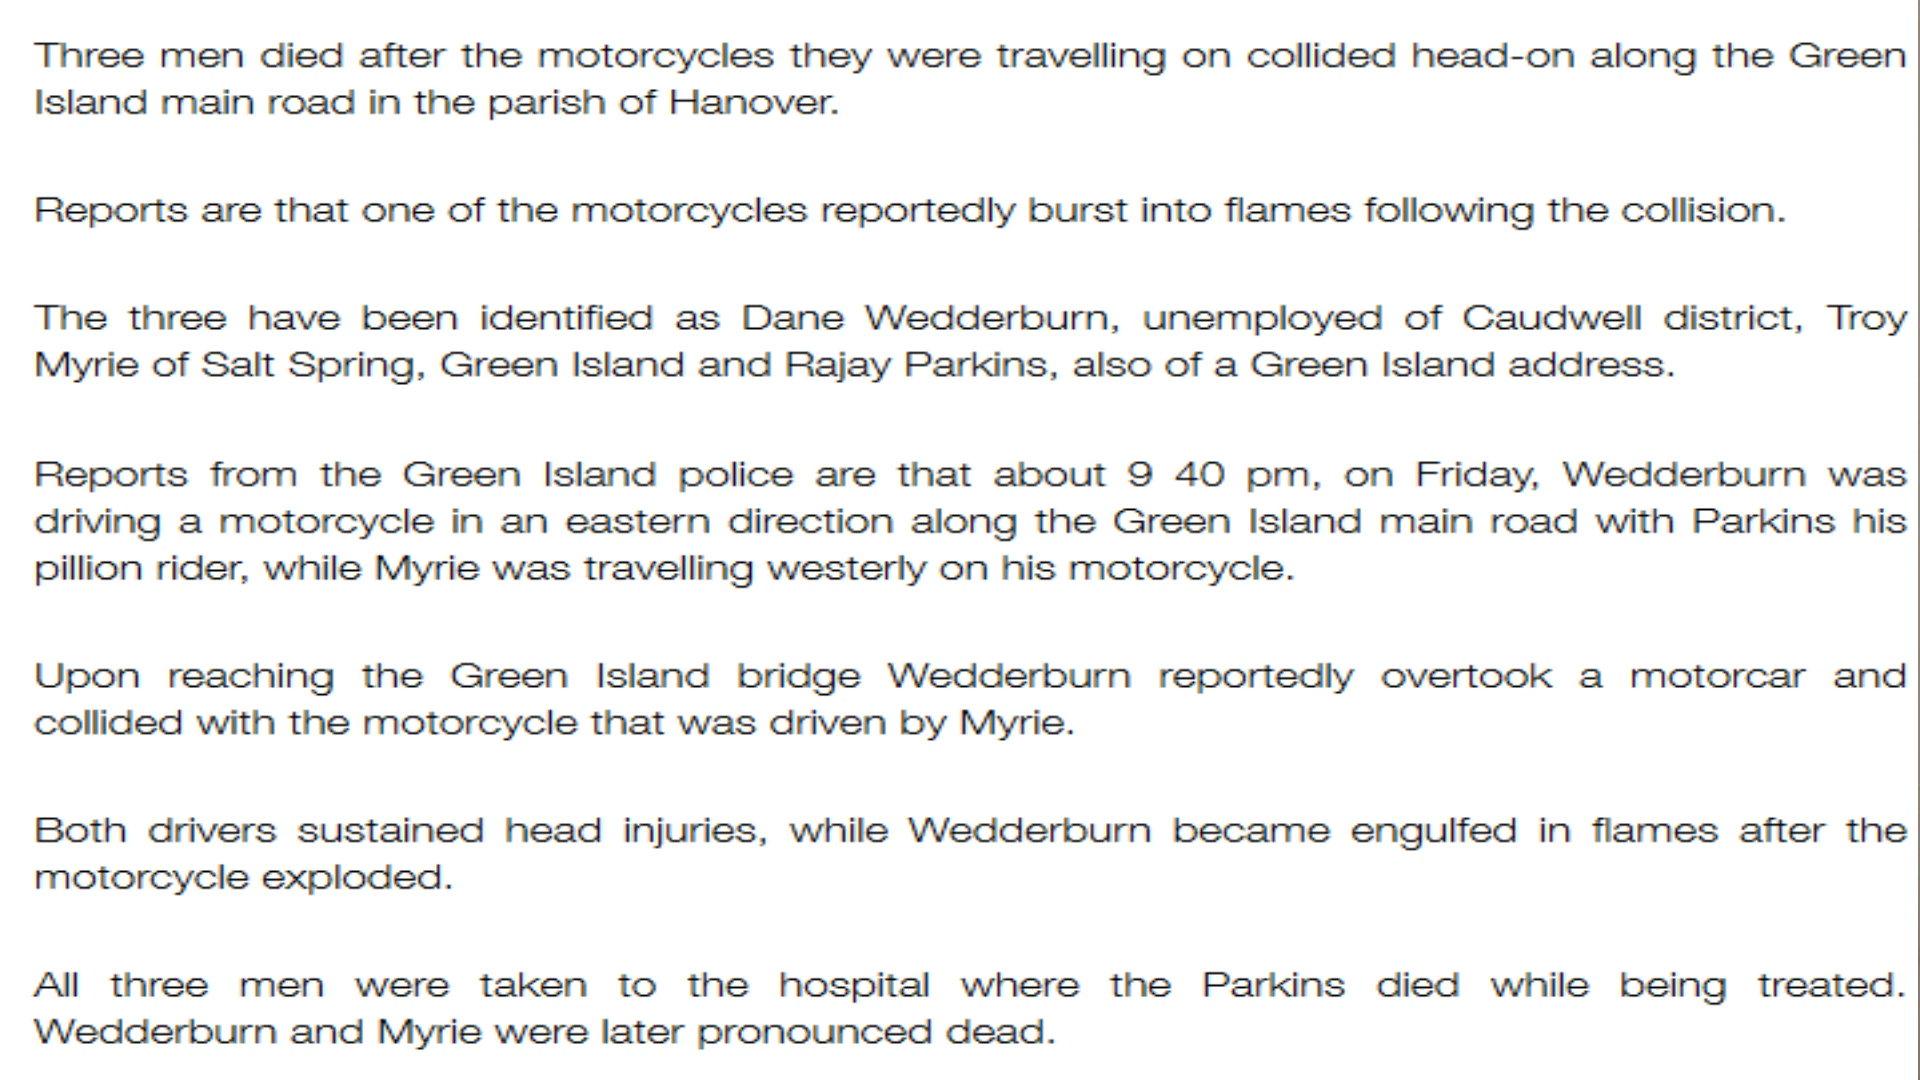 Three men died after the motorcycles they were travelling on collided head-on along the Green
Island main road in the parish of Hanover.
Reports are that one of the motorcycles reportedly burst into flames following the collision.
The three have been identified as Dane Wedderburn, unemployed of Caudwell district, Troy
Myrie of Salt Spring, Green Island and Rajay Parkins, also of a Green Island address.
Reports from the Green Island police are that about 9 40 pm, on Friday, Wedderburn was
driving a motorcycle in an eastern direction along the Green Island main road with Parkins his
pillion rider, while Myrie was travelling westerly on his motorcycle.
Upon reaching the Green Island bridge Wedderburn reportedly overtook a motorcar and
collided with the motorcycle that was driven by Myrie.
Both drivers sustained head injuries, while Wedderburn became engulfed in flames after the
motorcycle exploded.
All three men were taken to the hospital where the Parkins died while being treated.
Wedderburn and Myrie were later pronounced dead.